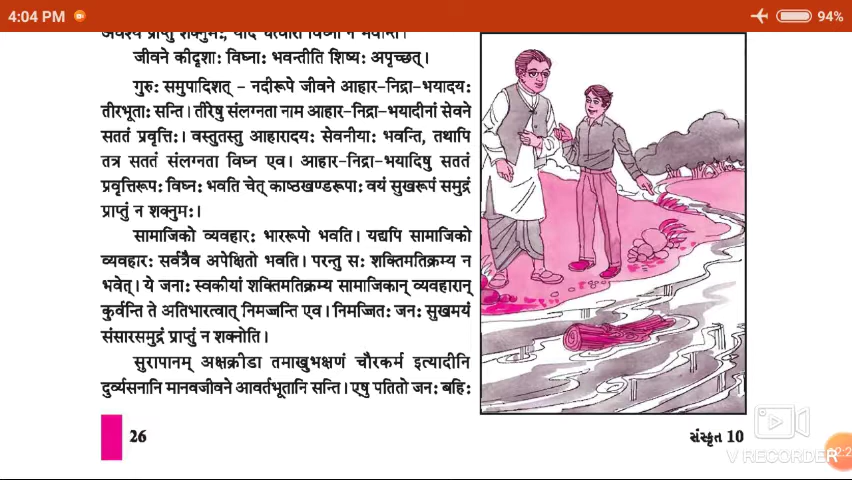 4:04 PM
94%
अवश्यं प्राप्तुं शक्नुमः, यदि चत्वारो विघ्ना न भवन्ति।
जीवने कीदृशाः विघ्नाः भवन्तीति शिष्यः अपृच्छत्।
गुरुः समुपादिशत् – नदीरूपे जीवने आहार-निद्रा-भयादयः
तीरभूताः सन्ति। तीरेषु संलग्नता नाम आहार-निद्रा-भयादीनां सेवने
सततं प्रवृत्तिः। वस्तुतस्तु आहारादयः सेवनीयाः भवन्ति, तथापि
तत्र सततं संलग्नता विघ्न एव। आहार-निद्रा-भयादिषु सततं
प्रवृत्तिरूपः विघ्नः भवति चेत् काष्ठखण्डरूपाः वयं सुखरूपं समुद्रं
प्राप्तुं न शक्नुमः।
सामाजिको व्यवहारः भाररूपो भवति। यद्यपि सामाजिको
व्यवहारः सर्वत्रैव अपेक्षितो भवति। परन्तु सः शक्तिमतिक्रम्य न
भवेत्। ये जनाः स्वकीयां शक्तिमतिक्रम्य सामाजिकान् व्यवहारान्
कुर्वन्ति ते अतिभारत्वात् निमज्जन्ति एव। निमज्जितः जनः सुखमयं
संसारसमुद्रं प्राप्तुं न शक्नोति।
सुरापानम् अक्षक्रीडा तमाखुभक्षणं चौरकर्म इत्यादीनि
दुर्व्यसनानि मानवजीवने आवर्तभूतानि सन्ति। एषु पतितो जनः बहिः
26
સંસ્કૃત 10
V RECORDER